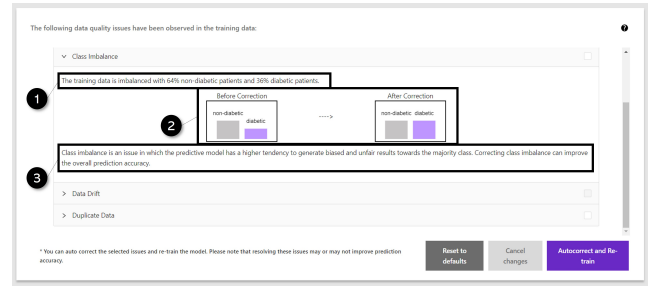 The following data quality issues have been observed in the training data:
?
Class Imbalance
The training data is imbalanced with 64% non-diabetic patients and 36% diabetic patients.
1
Before Correction
After Correction
non-diabetic
diabetic
---->
non-diabetic diabetic
2
Class imbalance is an issue in which the predictive model has a higher tendency to generate biased and unfair results towards the majority class. Correcting class imbalance can improve
the overall prediction accuracy.
3
> Data Drift
> Duplicate Data
* You can auto correct the selected issues and re-train the model. Please note that resolving these issues may or may not improve prediction
accuracy.
Reset to
defaults
Cancel
changes
Autocorrect and Re-
train